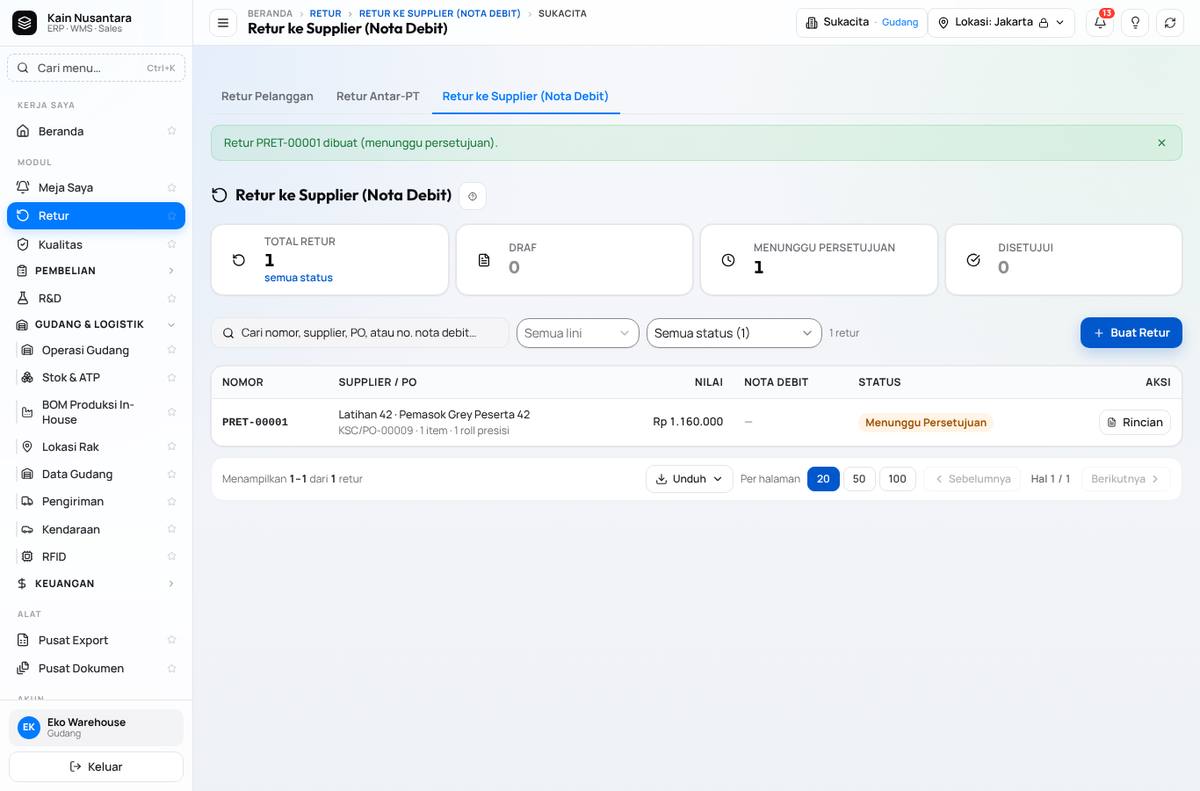 Kain Nusantara
ERP · WMS · Sales
Cari menu... Ctrl+K
KERJA SAYA
Beranda
MODUL
Meja Saya
Retur
Kualitas
PEMBELIAN
R&D
GUDANG & LOGISTIK
Operasi Gudang
Stok & ATP
BOM Produksi In-
House
Lokasi Rak
Data Gudang
Pengiriman
Kendaraan
RFID
KEUANGAN
ALAT
Pusat Export
Pusat Dokumen
AKUN
EK
Eko Warehouse
Gudang
Keluar
BERANDA › RETUR › RETUR KE SUPPLIER (NOTA DEBIT) › SUKACITA
Retur ke Supplier (Nota Debit)
Sukacita · Gudang
Lokasi: Jakarta
13
Retur Pelanggan Retur Antar-PT Retur ke Supplier (Nota Debit)
Retur PRET-00001 dibuat (menunggu persetujuan).
Retur ke Supplier (Nota Debit)
TOTAL RETUR
1
semua status
DRAF
0
MENUNGGU PERSETUJUAN
1
DISETUJUI
0
Cari nomor, supplier, PO, atau no. nota debit... Semua lini Semua status (1) 1 retur + Buat Retur
NOMOR SUPPLIER / PO NILAI NOTA DEBIT STATUS AKSI
PRET-00001 Latihan 42 · Pemasok Grey Peserta 42 Rp 1.160.000 — Menunggu Persetujuan Rincian
KSC/PO-00009 · 1 item · 1 roll presisi
Menampilkan 1–1 dari 1 retur Unduh Per halaman 20 50 100 Sebelumnya Hal 1 / 1 Berikutnya